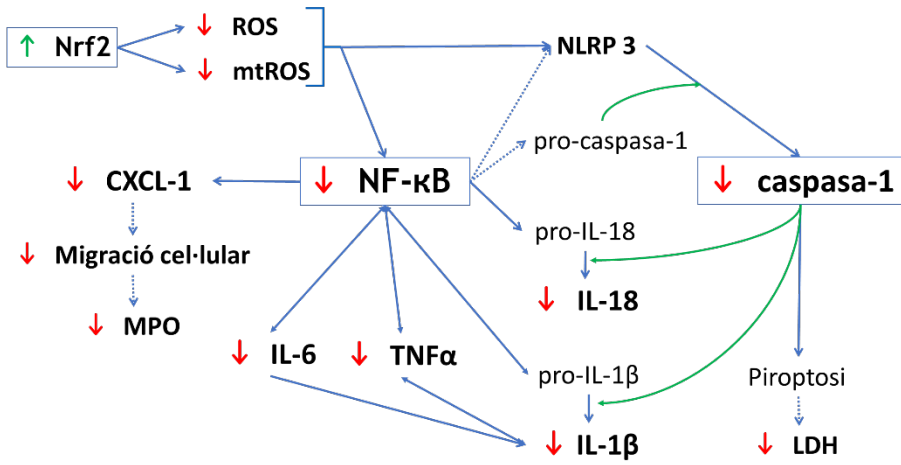 ↑ Nrf2
↓ ROS
↓ mtROS
NLRP 3
pro-caspasa-1
↓ CXCL-1
↓ NF-κB
↓ caspasa-1
↓ Migració cel·lular
pro-IL-18
↓ IL-18
↓ MPO
↓ IL-6
↓ TNFα
pro-IL-1β
Piroptosi
↓ IL-1β
↓ LDH